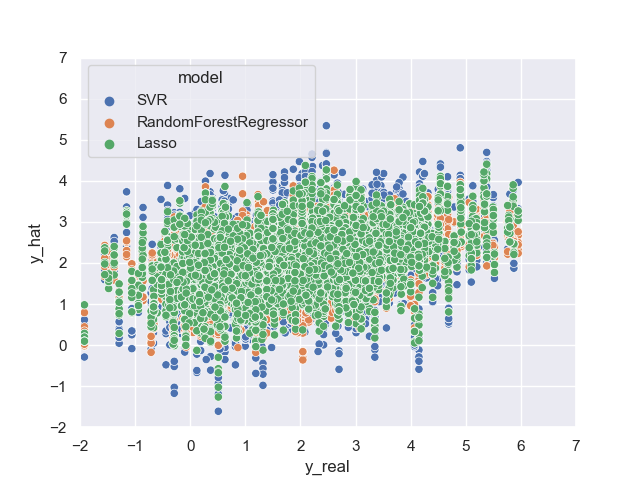 model
SVR
RandomForestRegressor
Lasso
7
6
5
4
3
2
1
0
−1
−2
y_hat
−2 −1 0 1 2 3 4 5 6 7
y_real